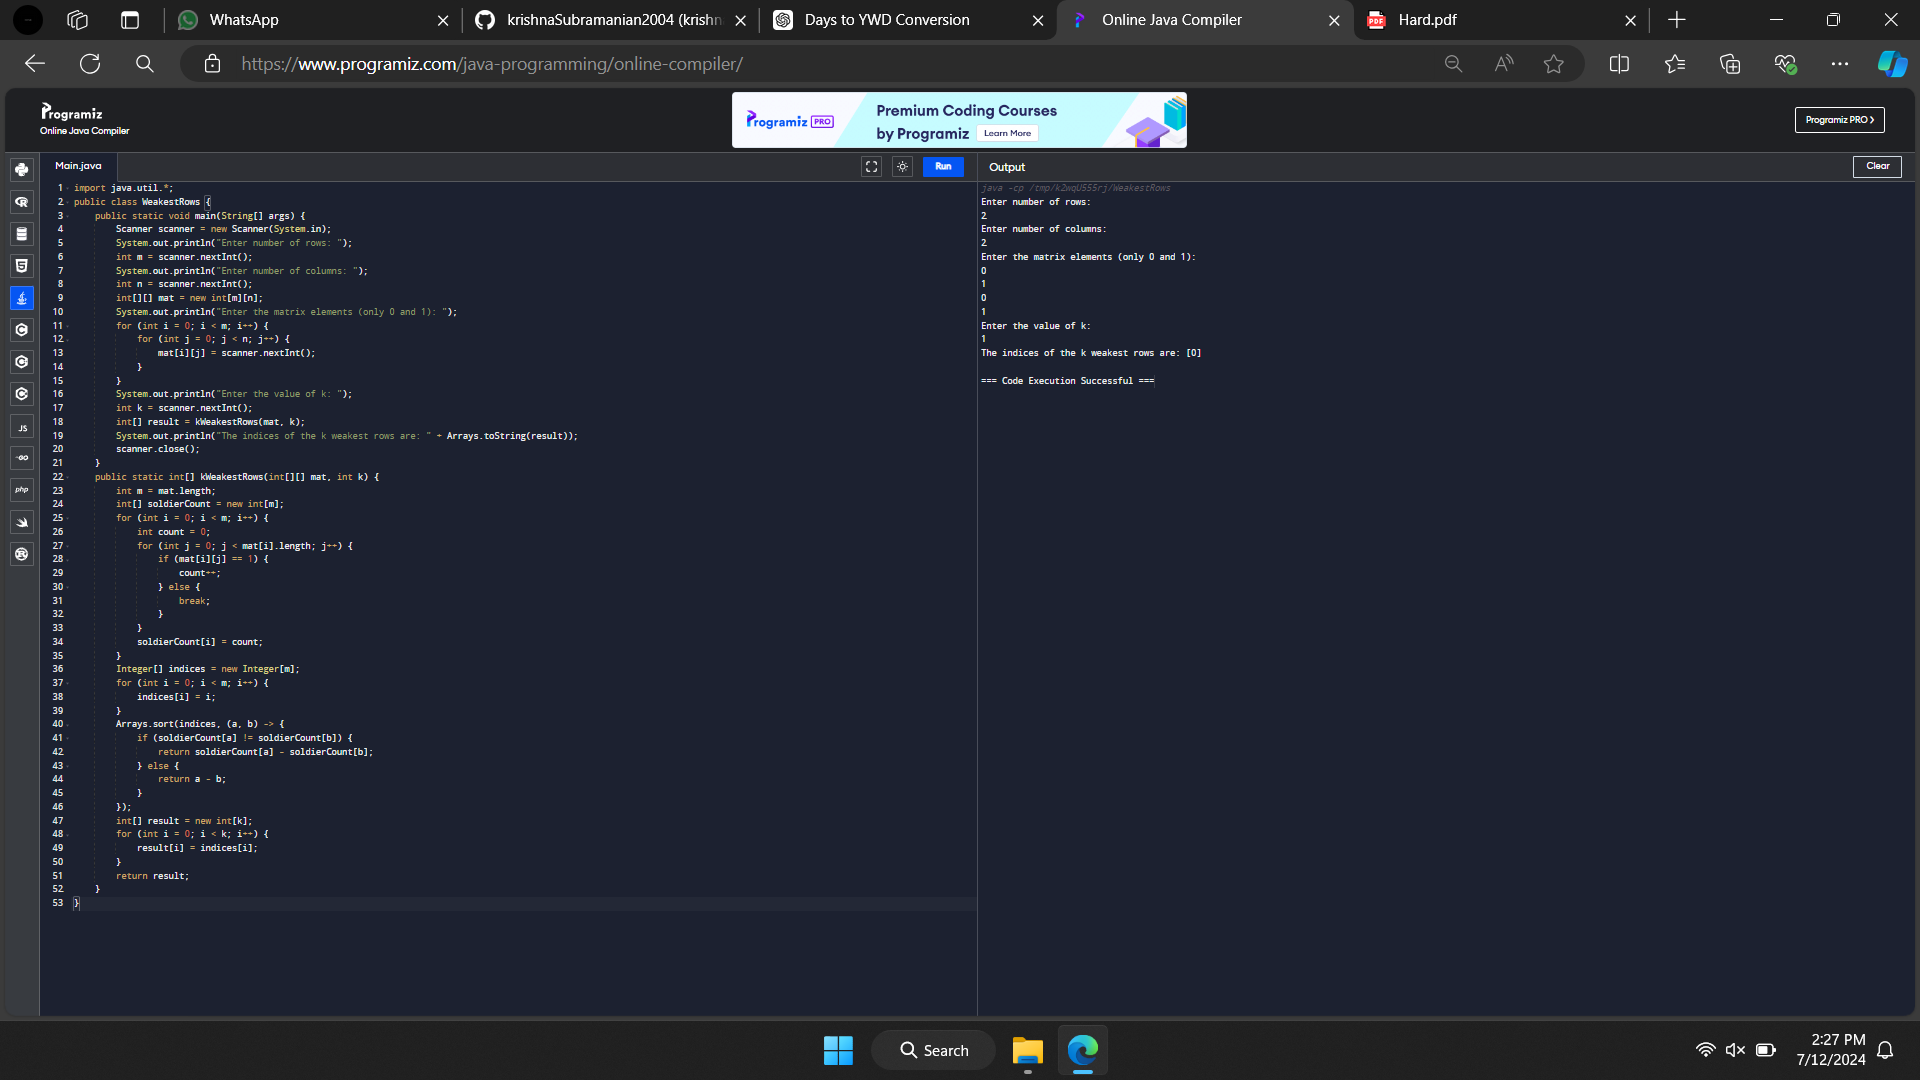 WhatsApp
krishnaSubramanian2004 (krishn
Days to YWD Conversion
Online Java Compiler
Hard.pdf
https://www.programiz.com/java-programming/online-compiler/
Programiz
Online Java Compiler
Programiz PRO
Premium Coding Courses
by Programiz
Learn More
Programiz PRO
Main.java
Run
1 import java.util.*;
2 public class WeakestRows {
3 public static void main(String[] args) {
4 Scanner scanner = new Scanner(System.in);
5 System.out.println("Enter number of rows: ");
6 int m = scanner.nextInt();
7 System.out.println("Enter number of columns: ");
8 int n = scanner.nextInt();
9 int[][] mat = new int[m][n];
10 System.out.println("Enter the matrix elements (only 0 and 1): ");
11 for (int i = 0; i < m; i++) {
12 for (int j = 0; j < n; j++) {
13 mat[i][j] = scanner.nextInt();
14 }
15 }
16 System.out.println("Enter the value of k: ");
17 int k = scanner.nextInt();
18 int[] result = kWeakestRows(mat, k);
19 System.out.println("The indices of the k weakest rows are: " + Arrays.toString(result));
20 scanner.close();
21 }
22 public static int[] kWeakestRows(int[][] mat, int k) {
23 int m = mat.length;
24 int[] soldierCount = new int[m];
25 for (int i = 0; i < m; i++) {
26 int count = 0;
27 for (int j = 0; j < mat[i].length; j++) {
28 if (mat[i][j] == 1) {
29 count++;
30 } else {
31 break;
32 }
33 }
34 soldierCount[i] = count;
35 }
36 Integer[] indices = new Integer[m];
37 for (int i = 0; i < m; i++) {
38 indices[i] = i;
39 }
40 Arrays.sort(indices, (a, b) -> {
41 if (soldierCount[a] != soldierCount[b]) {
42 return soldierCount[a] - soldierCount[b];
43 } else {
44 return a - b;
45 }
46 });
47 int[] result = new int[k];
48 for (int i = 0; i < k; i++) {
49 result[i] = indices[i];
50 }
51 return result;
52 }
53 }
Output
Clear
java -cp /tmp/k2wqU555rj/WeakestRows
Enter number of rows:
2
Enter number of columns:
2
Enter the matrix elements (only 0 and 1):
0
1
0
1
Enter the value of k:
1
The indices of the k weakest rows are: [0]
=== Code Execution Successful ===
JS
GO
php
Search
2:27 PM
7/12/2024